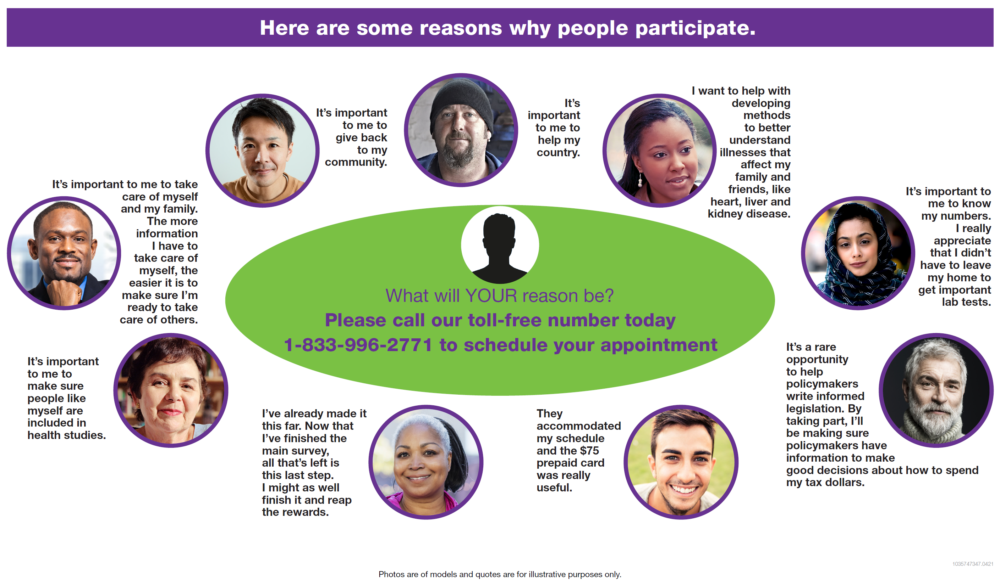 Here are some reasons why people participate.
It’s important
to me to
give back
to my
community.
It’s
important
to me to
help my
country.
I want to help with
developing
methods
to better
understand
illnesses that
affect my
family and
friends, like
heart, liver and
kidney disease.
It’s important to me to take
care of myself
and my family.
The more
information
I have to
take care of
myself, the
easier it is to
make sure I’m
ready to take
care of others.
It’s important to
me to know
my numbers.
I really
appreciate
that I didn’t
have to leave
my home to
get important
lab tests.
What will YOUR reason be?
Please call our toll-free number today
1-833-996-2771 to schedule your appointment
It’s important
to me to
make sure
people like
myself are
included in
health studies.
I’ve already made it
this far. Now that
I’ve finished the
main survey,
all that’s left is
this last step.
I might as well
finish it and reap
the rewards.
They
accommodated
my schedule
and the $75
prepaid card
was really
useful.
It’s a rare
opportunity
to help
policymakers
write informed
legislation. By
taking part, I’ll
be making sure
policymakers have
information to make
good decisions about how to spend
my tax dollars.
1035747347.0421
Photos are of models and quotes are for illustrative purposes only.